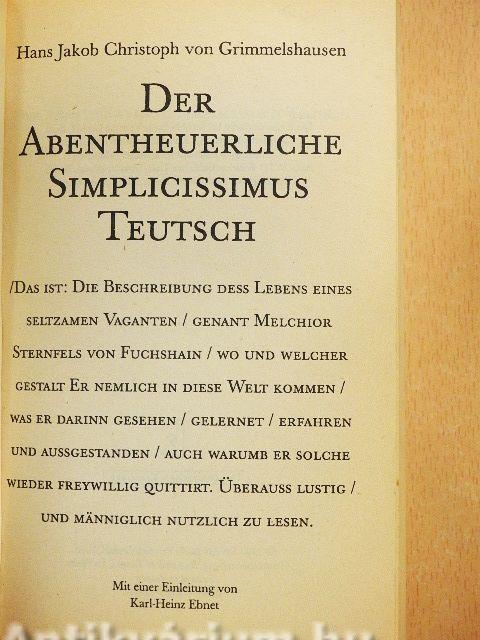 Hans Jakob Christoph von Grimmelshausen
DER
ABENTHEUERLICHE
SIMPLICISSIMUS
TEUTSCH
/DAS IST: DIE BESCHREIBUNG DESS LEBENS EINES
SELTZAMEN VAGANTEN / GENANT MELCHIOR
STERNFELS VON FUCHSHAIN / WO UND WELCHER
GESTALT ER NEMLICH IN DIESE WELT KOMMEN /
WAS ER DARINN GESEHEN / GELERNET / ERFAHREN
UND AUSSGESTANDEN / AUCH WARUMB ER SOLCHE
WIEDER FREYWILLIG QUITTIRT. ÜBERAUSS LUSTIG /
UND MÄNNIGLICH NUTZLICH ZU LESEN.
Mit einer Einleitung von
Karl-Heinz Ebnet
Antikvárium.hu